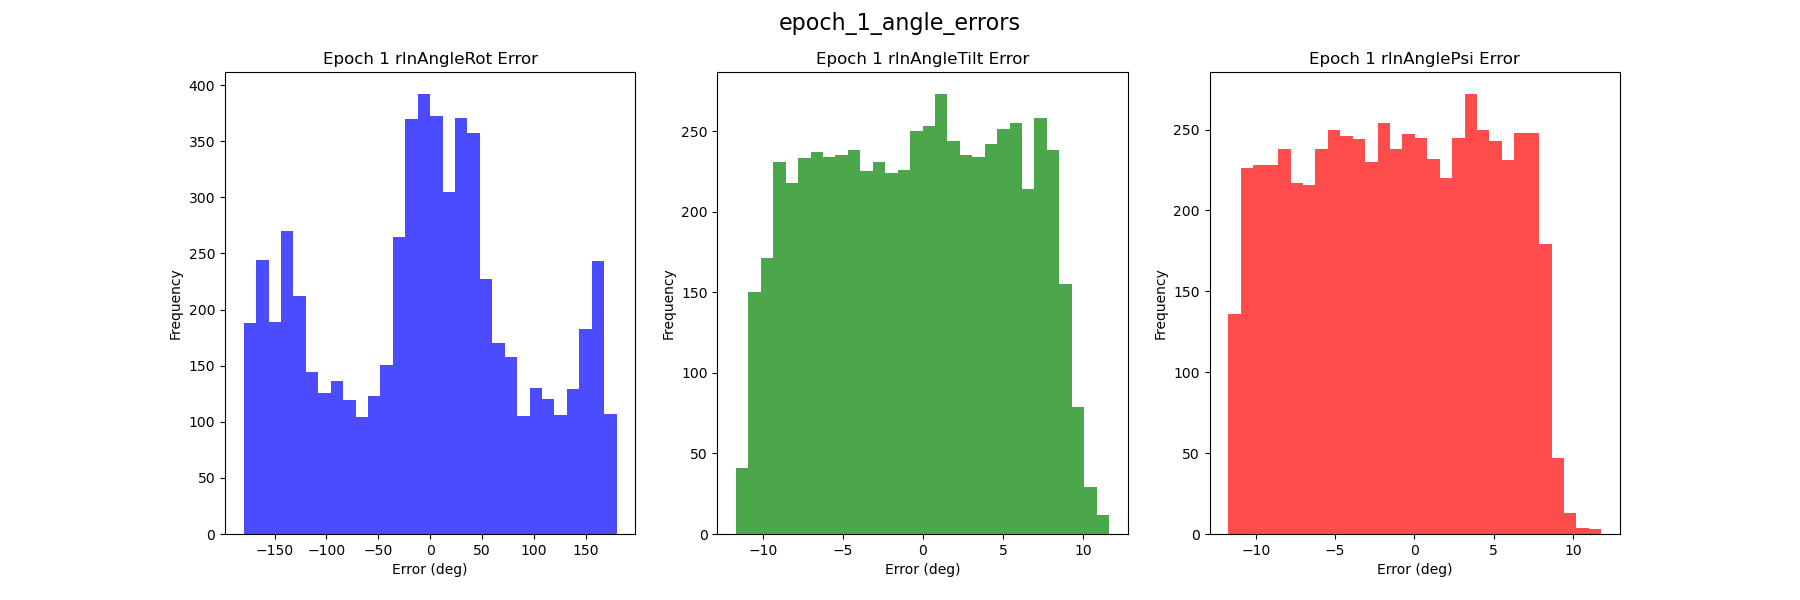 epoch_1_angle_errors
Epoch 1 rlnAngleRot Error
Frequency
400
350
300
250
200
150
100
50
0
−150 −100 −50 0 50 100 150
Error (deg)
Epoch 1 rlnAngleTilt Error
Frequency
250
200
150
100
50
0
−10 −5 0 5 10
Error (deg)
Epoch 1 rlnAnglePsi Error
Frequency
250
200
150
100
50
0
−10 −5 0 5 10
Error (deg)